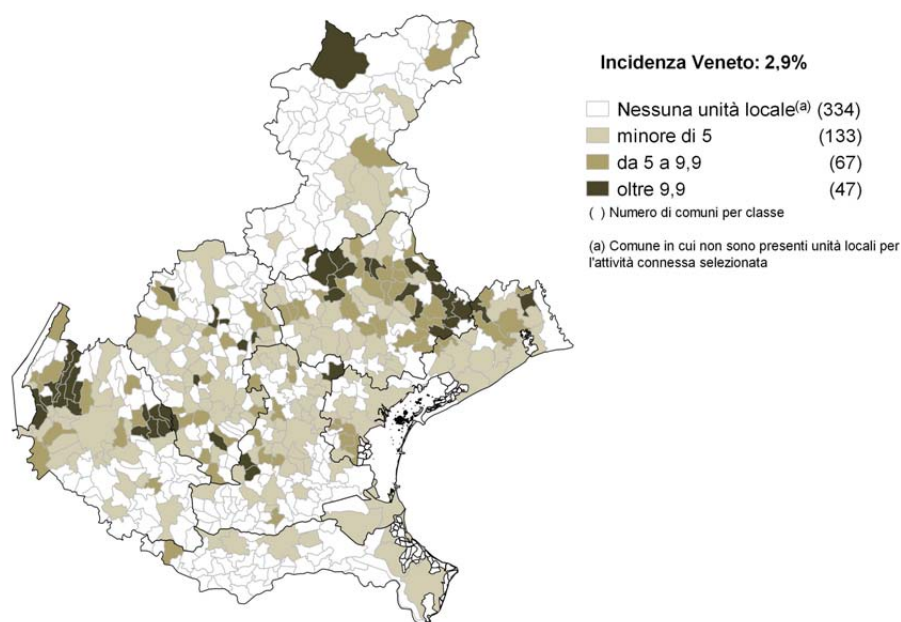 Incidenza Veneto: 2,9%
Nessuna unità locale(a) (334)
minore di 5 (133)
da 5 a 9,9 (67)
oltre 9,9 (47)
( ) Numero di comuni per classe
(a) Comune in cui non sono presenti unità locali per
l'attività connessa selezionata